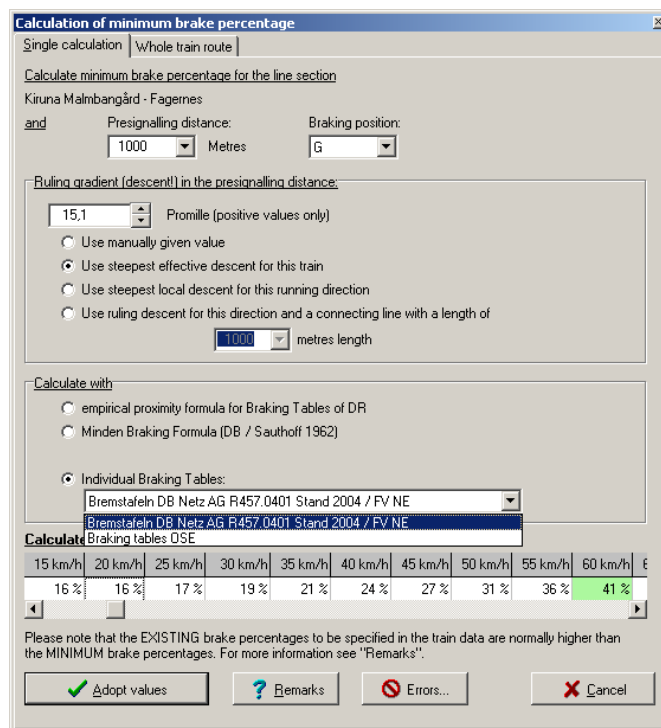 Calculation of minimum brake percentage
Single calculation Whole train route
Calculate minimum brake percentage for the line section
Kiruna Malmbangård - Fagernes
and Presignalling distance: Braking position:
1000 Metres G
Ruling gradient (descent!) in the presignalling distance:
15,1 Promille (positive values only)
Use manually given value
Use steepest effective descent for this train
Use steepest local descent for this running direction
Use ruling descent for this direction and a connecting line with a length of
1000 metres length
Calculate with
empirical proximity formula for Braking Tables of DR
Minden Braking Formula (DB / Sauthoff 1962)
Individual Braking Tables:
Bremstafeln DB Netz AG R457.0401 Stand 2004 / FV NE
Bremstafeln DB Netz AG R457.0401 Stand 2004 / FV NE
Braking tables OSE
Calculate
15 km/h 20 km/h 25 km/h 30 km/h 35 km/h 40 km/h 45 km/h 50 km/h 55 km/h 60 km/h
16 % 16 % 17 % 19 % 21 % 24 % 27 % 31 % 36 % 41 %
Please note that the EXISTING brake percentages to be specified in the train data are normally higher than
the MINIMUM brake percentages. For more information see "Remarks".
Adopt values Remarks Errors... Cancel